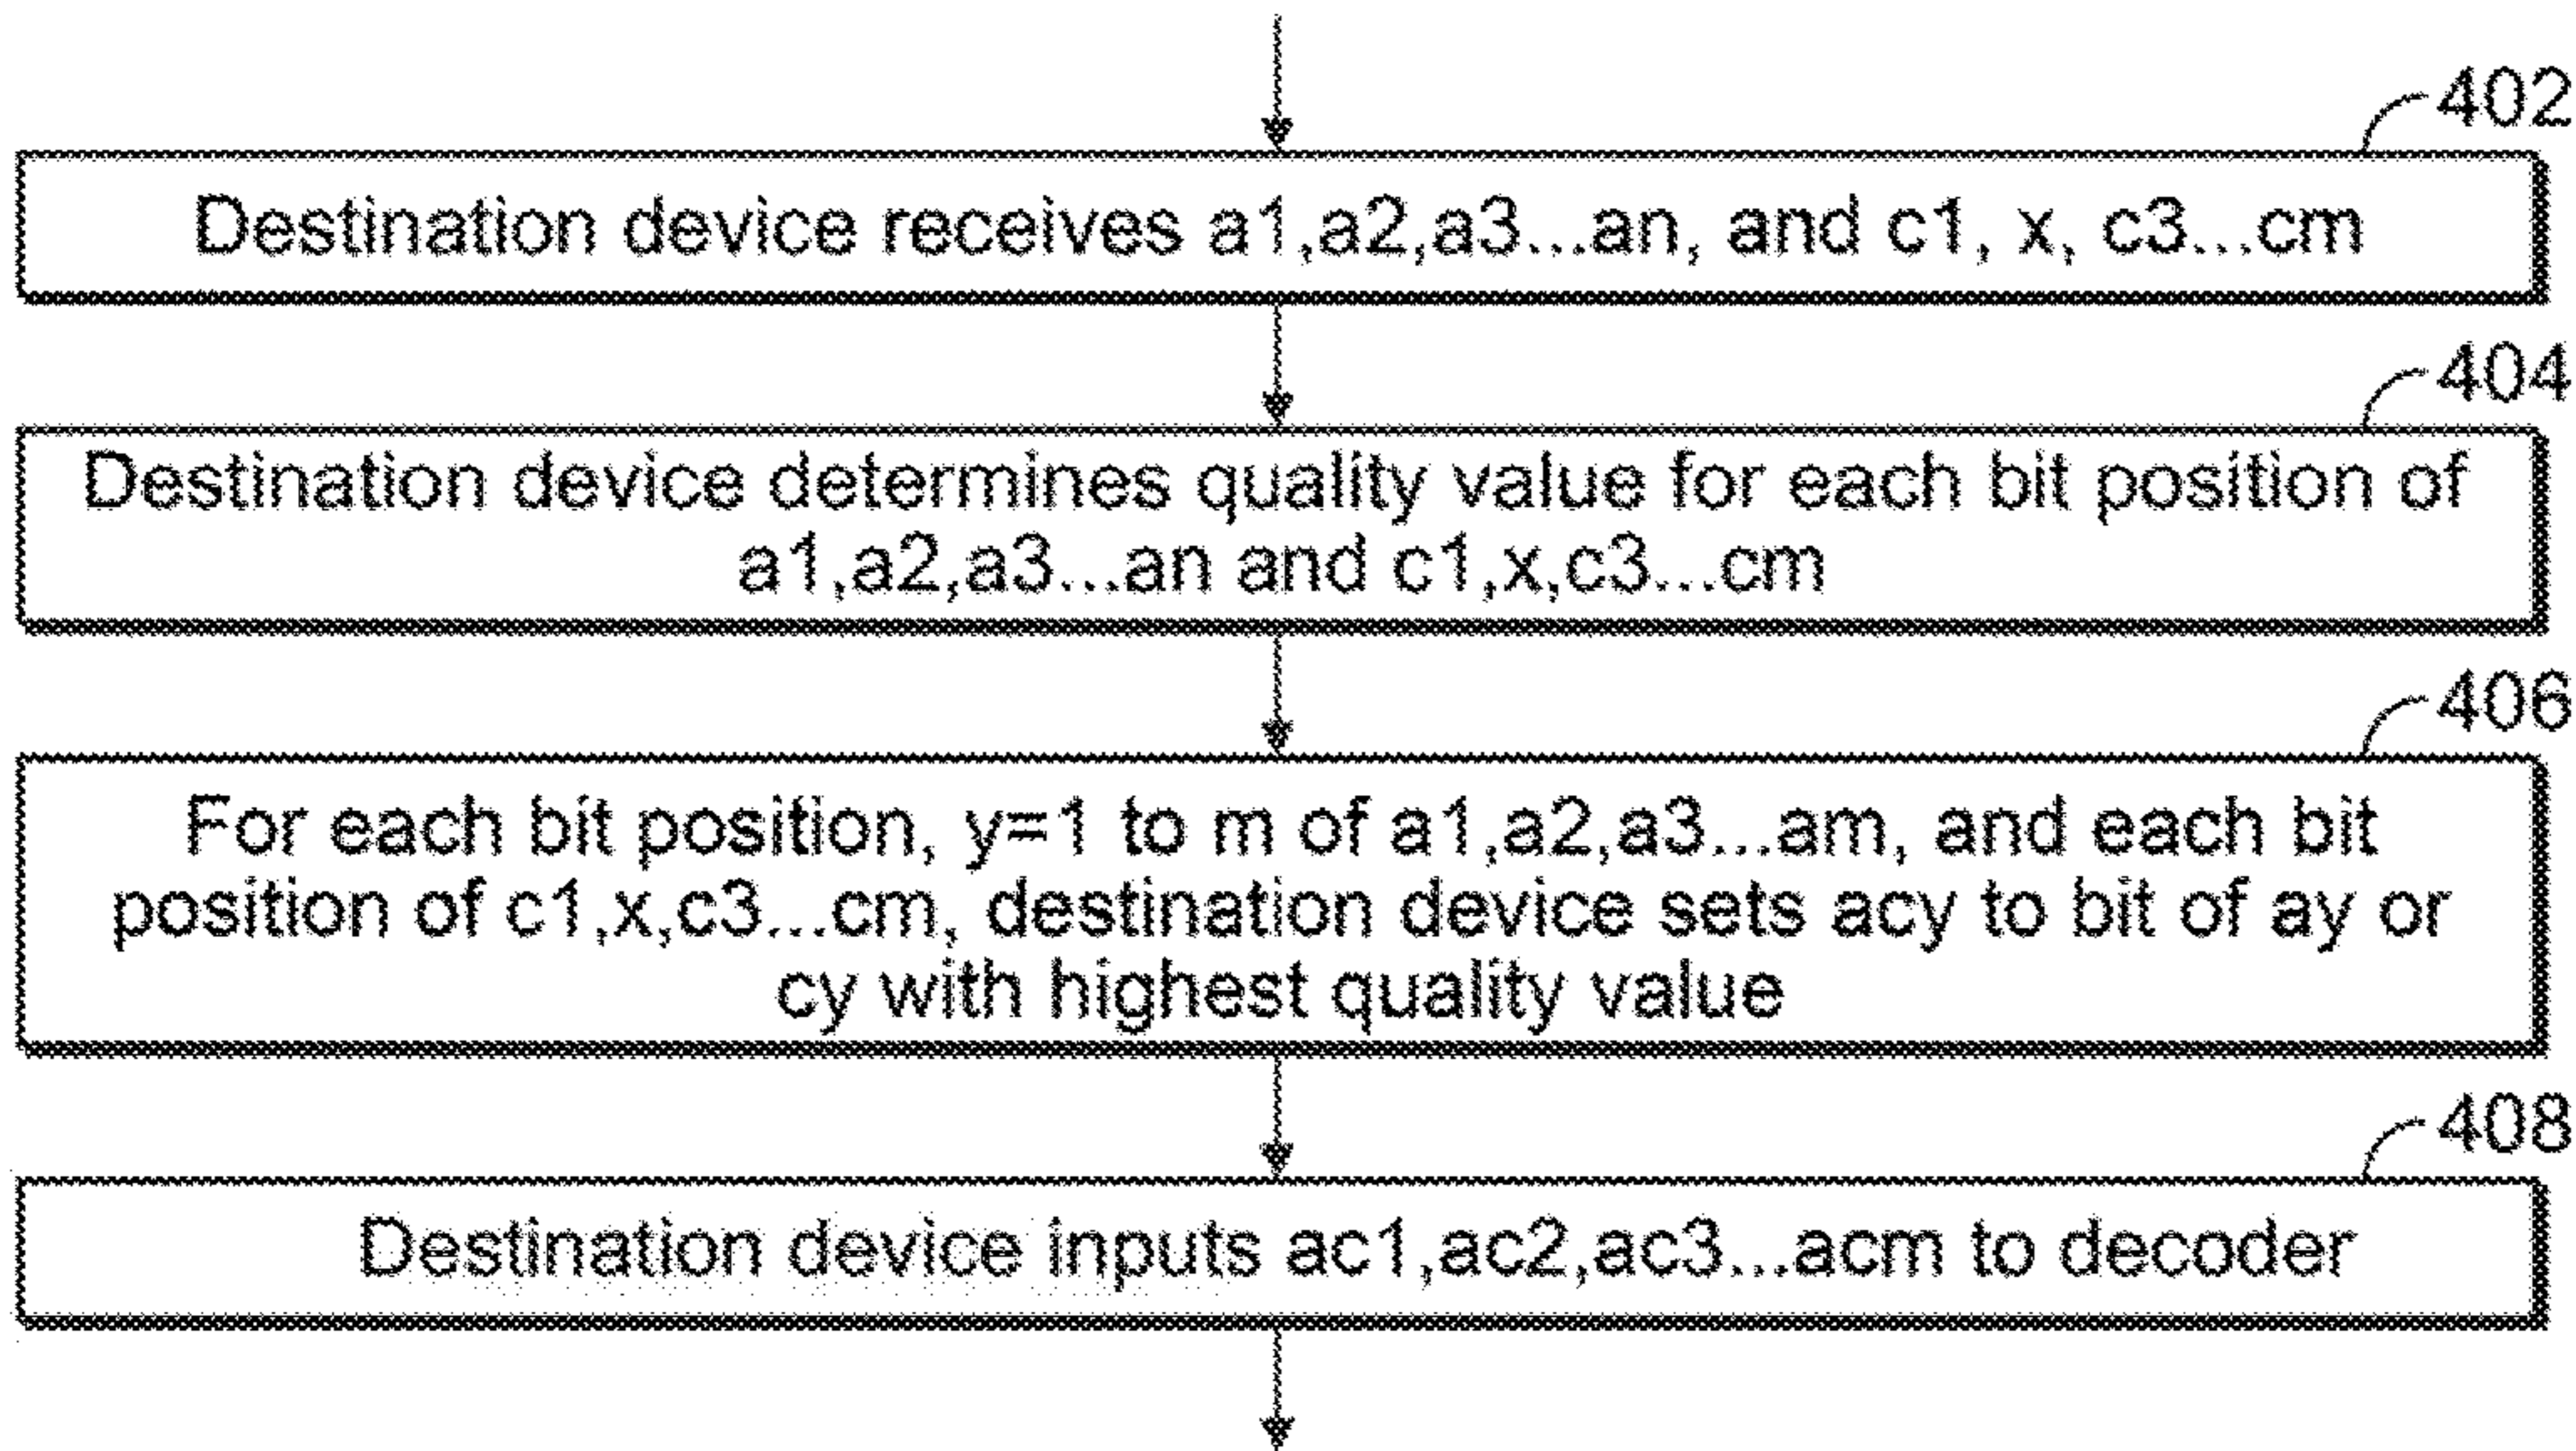 402
Destination device receives a1,a2,a3...an, and c1, x, c3...cm
404
Destination device determines quality value for each bit position of
a1,a2,a3...an and c1,x,c3...cm
406
For each bit position, y=1 to m of a1,a2,a3...am, and each bit
position of c1,x,c3...cm, destination device sets acy to bit of ay or
cy with highest quality value
408
Destination device inputs ac1,ac2,ac3...acm to decoder